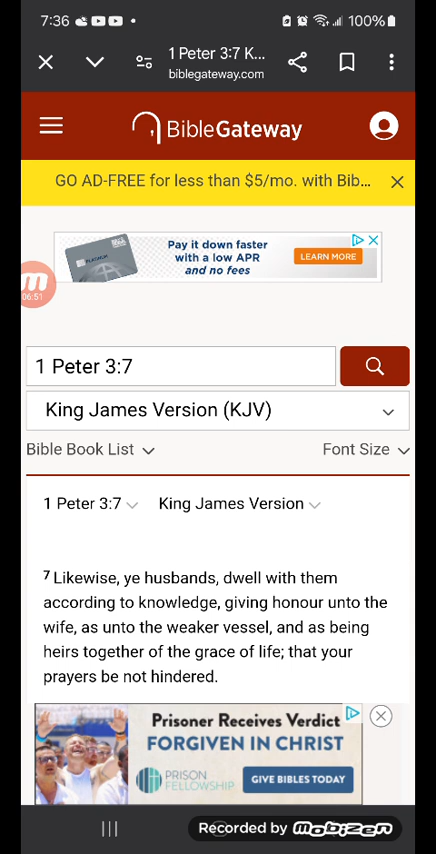 7:36
100%
1 Peter 3:7 K...
biblegateway.com
BibleGateway
GO AD-FREE for less than $5/mo. with Bib...
PLATINUM
Pay it down faster
with a low APR
and no fees
LEARN MORE
m
06:51
1 Peter 3:7
King James Version (KJV)
Bible Book List
Font Size
1 Peter 3:7 King James Version
7 Likewise, ye husbands, dwell with them
according to knowledge, giving honour unto the
wife, as unto the weaker vessel, and as being
heirs together of the grace of life; that your
prayers be not hindered.
Prisoner Receives Verdict
FORGIVEN IN CHRIST
PRISON
FELLOWSHIP
GIVE BIBLES TODAY
Recorded by mobizen